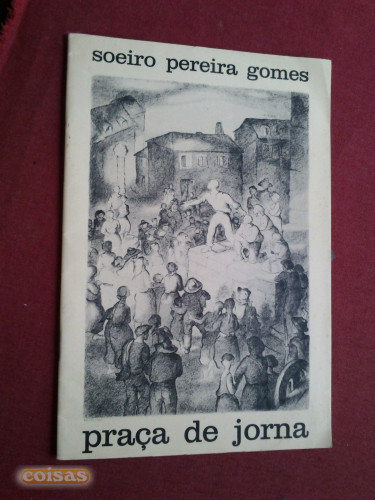 soeiro pereira gomes
praça de jorna
coisas